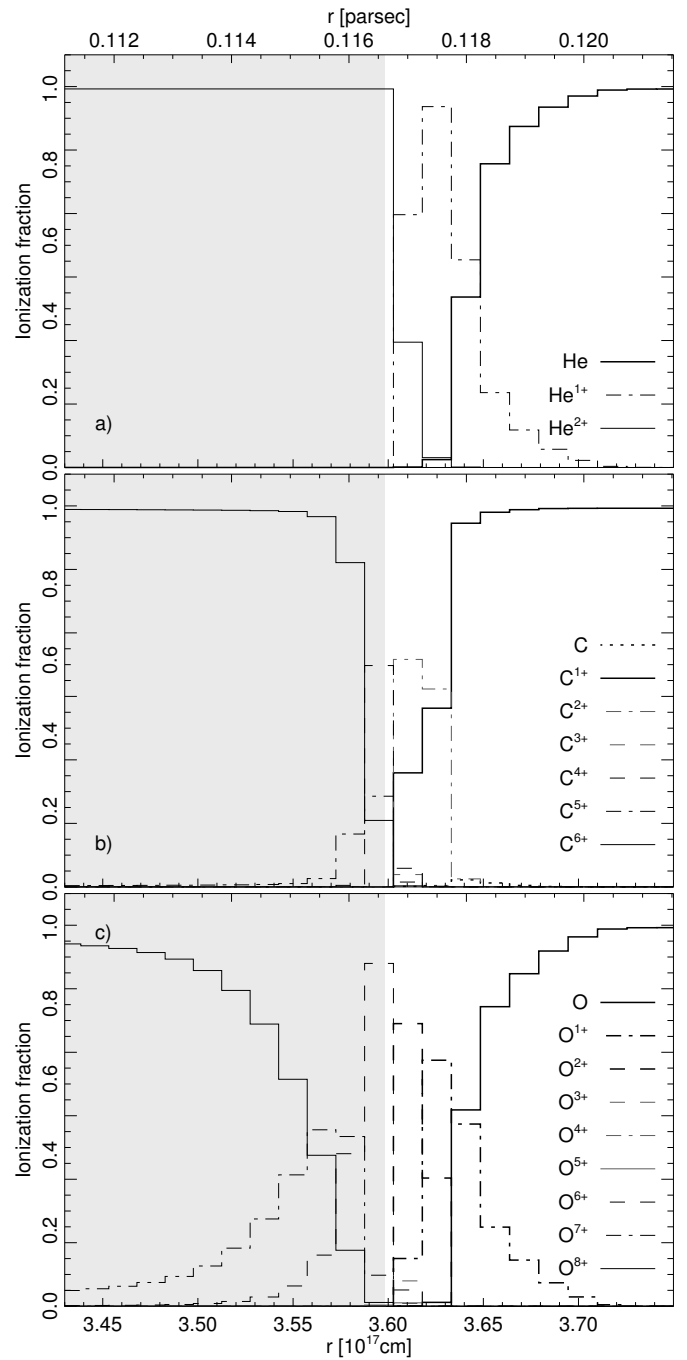 r [parsec]
0.112 0.114 0.116 0.118 0.120
Ionization fraction
0.0 0.2 0.4 0.6 0.8 1.0
He
He¹⁺
He²⁺
a)
Ionization fraction
0.0 0.2 0.4 0.6 0.8 1.0
C
C¹⁺
C²⁺
C³⁺
C⁴⁺
C⁵⁺
C⁶⁺
b)
Ionization fraction
0.0 0.2 0.4 0.6 0.8 1.0
c)
O
O¹⁺
O²⁺
O³⁺
O⁴⁺
O⁵⁺
O⁶⁺
O⁷⁺
O⁸⁺
3.45 3.50 3.55 3.60 3.65 3.70
r [10¹⁷cm]